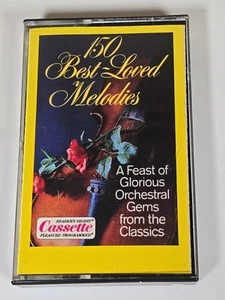 150
Best Loved
Melodies
A Feast of
Glorious
Orchestral
Gems
from the
Classics
READER'S DIGEST
Cassette
PLEASURE PROGRAMMED